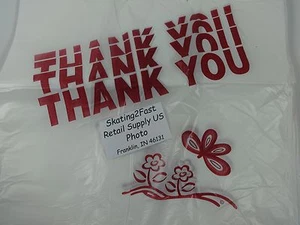 THANK YOU
THANK YOU
THANK YOU
Skating2Fast
Retail Supply US
Photo
Franklin, IN 46131